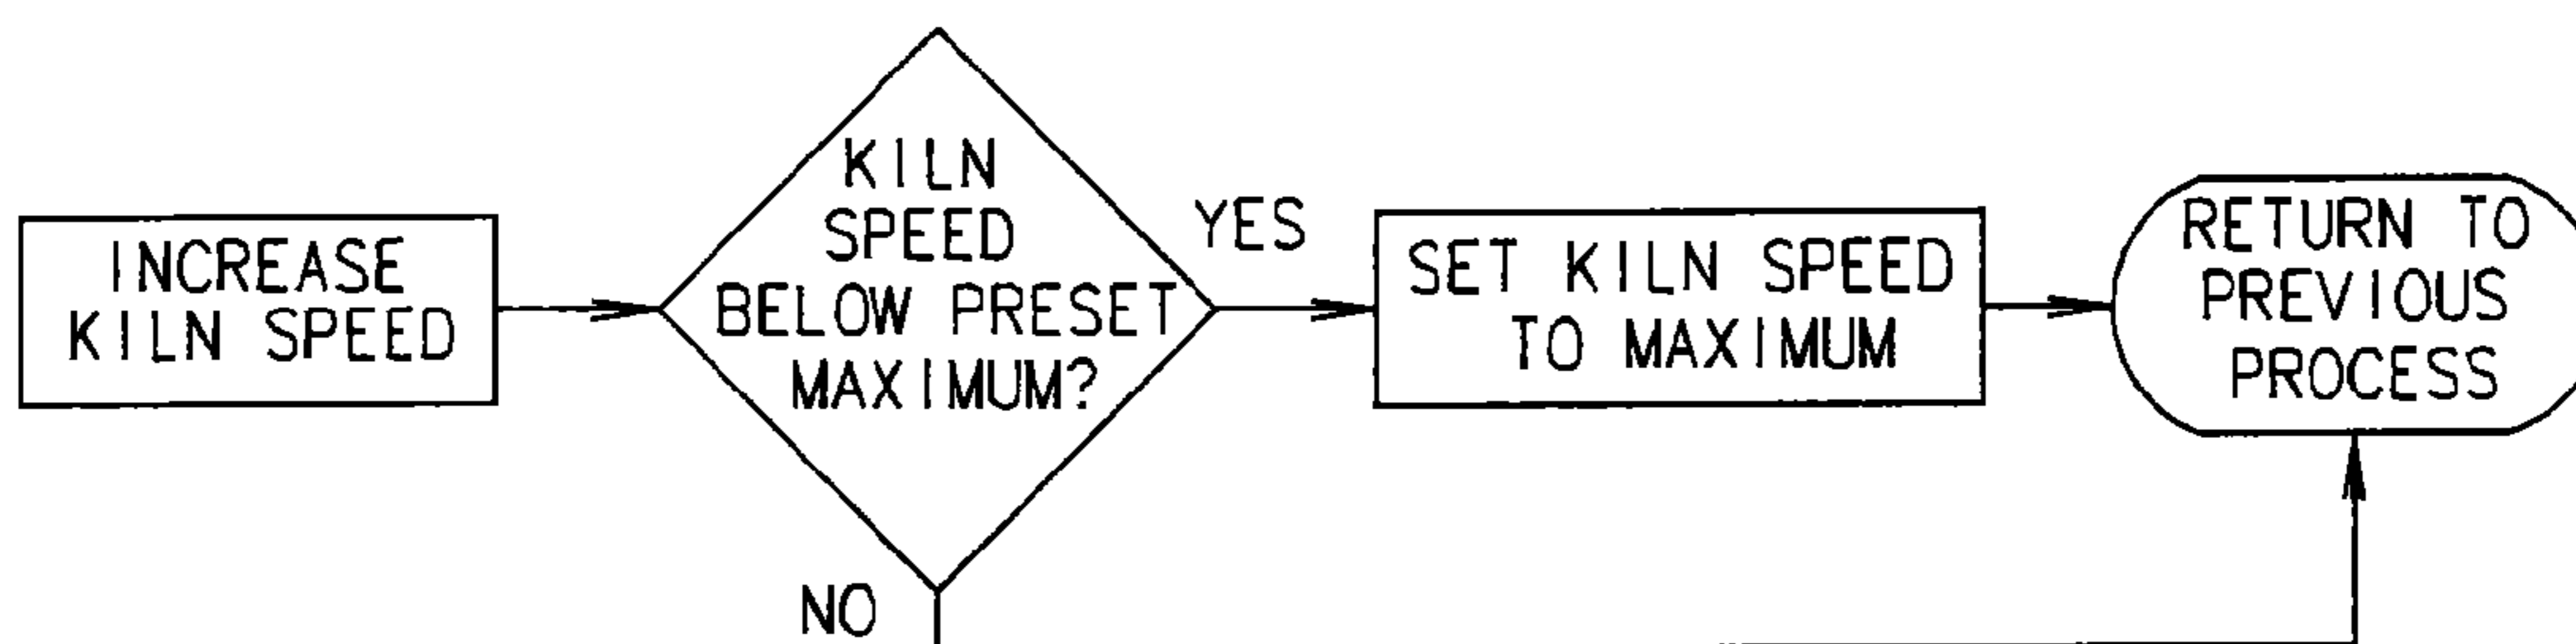 INCREASE
KILN SPEED
KILN
SPEED
BELOW PRESET
MAXIMUM?
YES
SET KILN SPEED
TO MAXIMUM
RETURN TO
PREVIOUS
PROCESS
NO